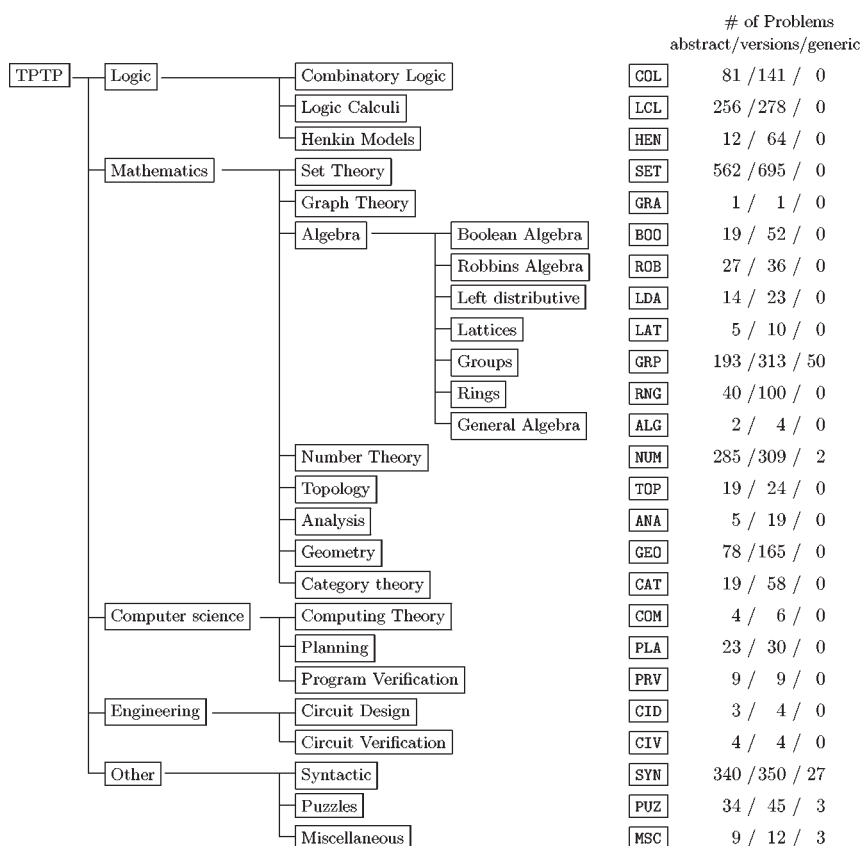 # of Problems
abstract/versions/generic
TPTP Logic Combinatory Logic COL 81 /141 / 0
Logic Calculi LCL 256 /278 / 0
Henkin Models HEN 12 / 64 / 0
Mathematics Set Theory SET 562 /695 / 0
Graph Theory GRA 1 / 1 / 0
Algebra Boolean Algebra BOO 19 / 52 / 0
Robbins Algebra ROB 27 / 36 / 0
Left distributive LDA 14 / 23 / 0
Lattices LAT 5 / 10 / 0
Groups GRP 193 /313 / 50
Rings RNG 40 /100 / 0
General Algebra ALG 2 / 4 / 0
Number Theory NUM 285 /309 / 2
Topology TOP 19 / 24 / 0
Analysis ANA 5 / 19 / 0
Geometry GEO 78 /165 / 0
Category theory CAT 19 / 58 / 0
Computer science Computing Theory COM 4 / 6 / 0
Planning PLA 23 / 30 / 0
Program Verification PRV 9 / 9 / 0
Engineering Circuit Design CID 3 / 4 / 0
Circuit Verification CIV 4 / 4 / 0
Other Syntactic SYN 340 /350 / 27
Puzzles PUZ 34 / 45 / 3
Miscellaneous MSC 9 / 12 / 3